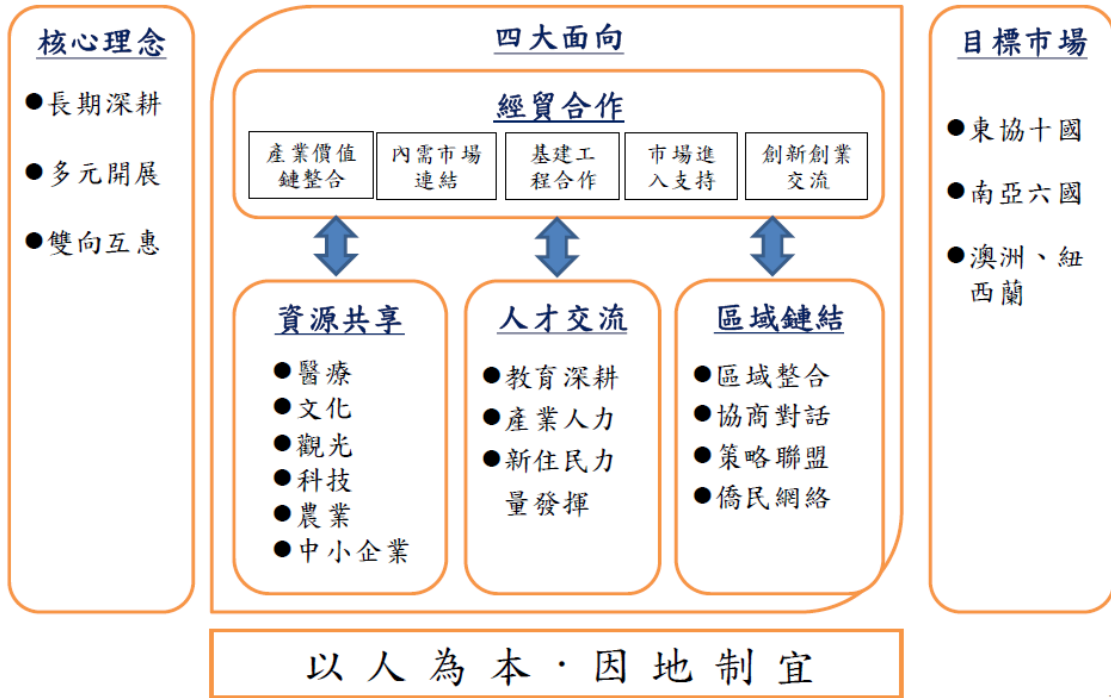 核心理念
●長期深耕
●多元開展
●雙向互惠
四大面向
經貿合作
產業價值
鏈整合
內需市場
連結
基建工
程合作
市場進
入支持
創新創業
交流
資源共享
●醫療
●文化
●觀光
●科技
●農業
●中小企業
人才交流
●教育深耕
●產業人力
●新住民力
量發揮
區域鏈結
●區域整合
●協商對話
●策略聯盟
●僑民網絡
目標市場
●東協十國
●南亞六國
●澳洲、紐
西蘭
以人為本·因地制宜